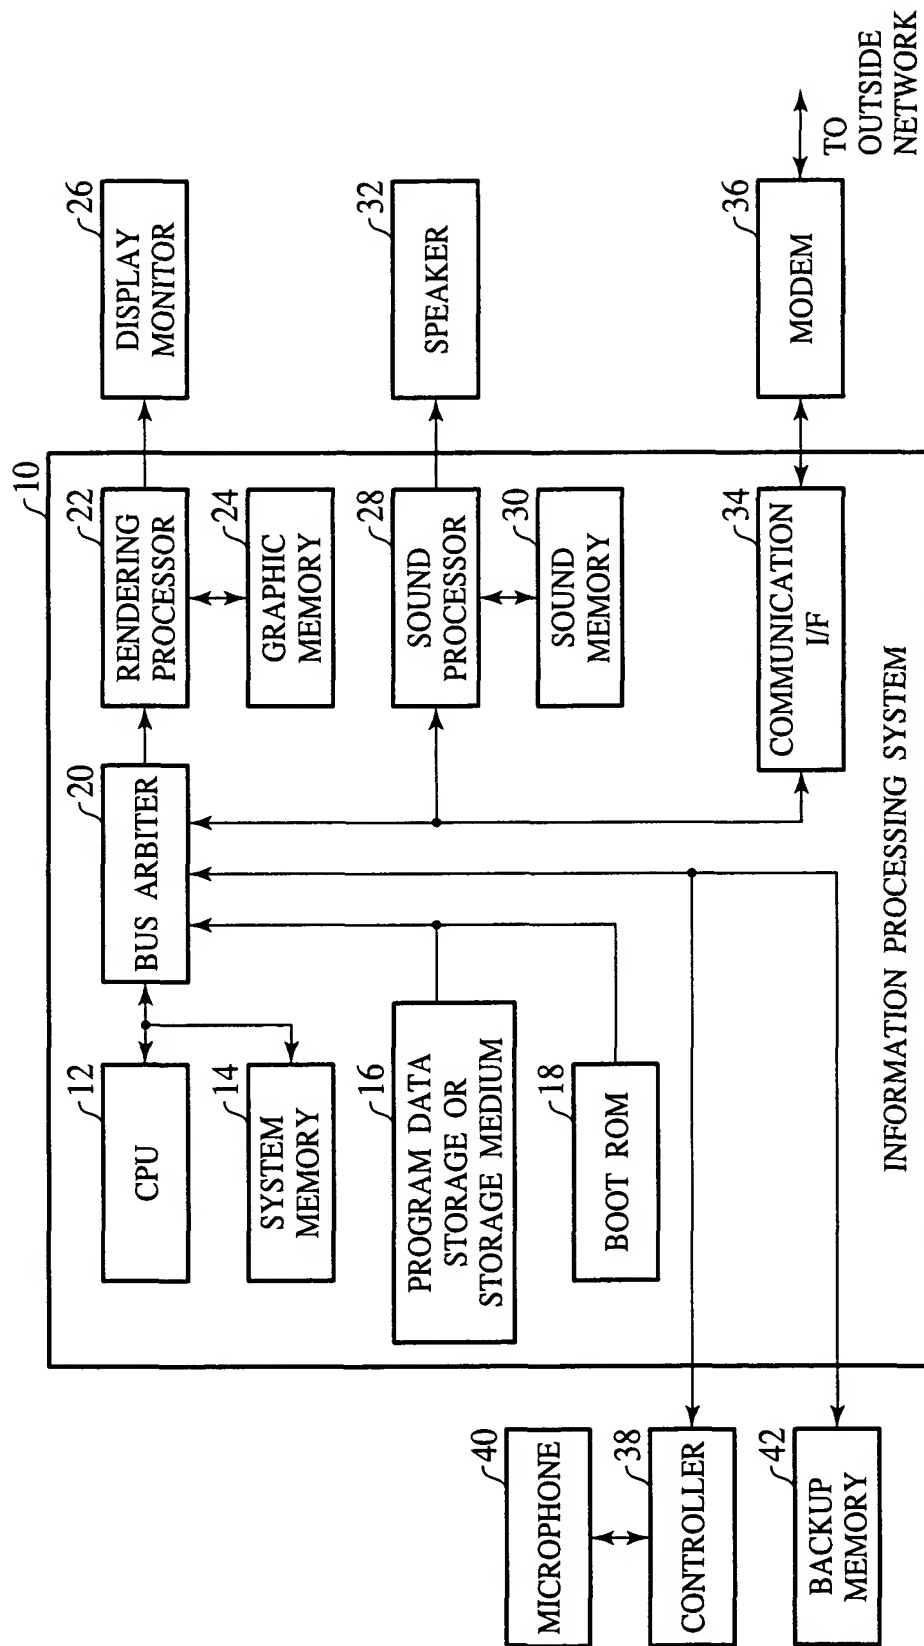 10
12
CPU
14
SYSTEM
MEMORY
16
PROGRAM DATA
STORAGE OR
STORAGE MEDIUM
18
BOOT ROM
20
BUS ARBITER
22
RENDERING
PROCESSOR
24
GRAPHIC
MEMORY
26
DISPLAY
MONITOR
28
SOUND
PROCESSOR
30
SOUND
MEMORY
32
SPEAKER
34
COMMUNICATION
I/F
36
MODEM
TO
OUTSIDE
NETWORK
40
MICROPHONE
38
CONTROLLER
42
BACKUP
MEMORY
INFORMATION PROCESSING SYSTEM